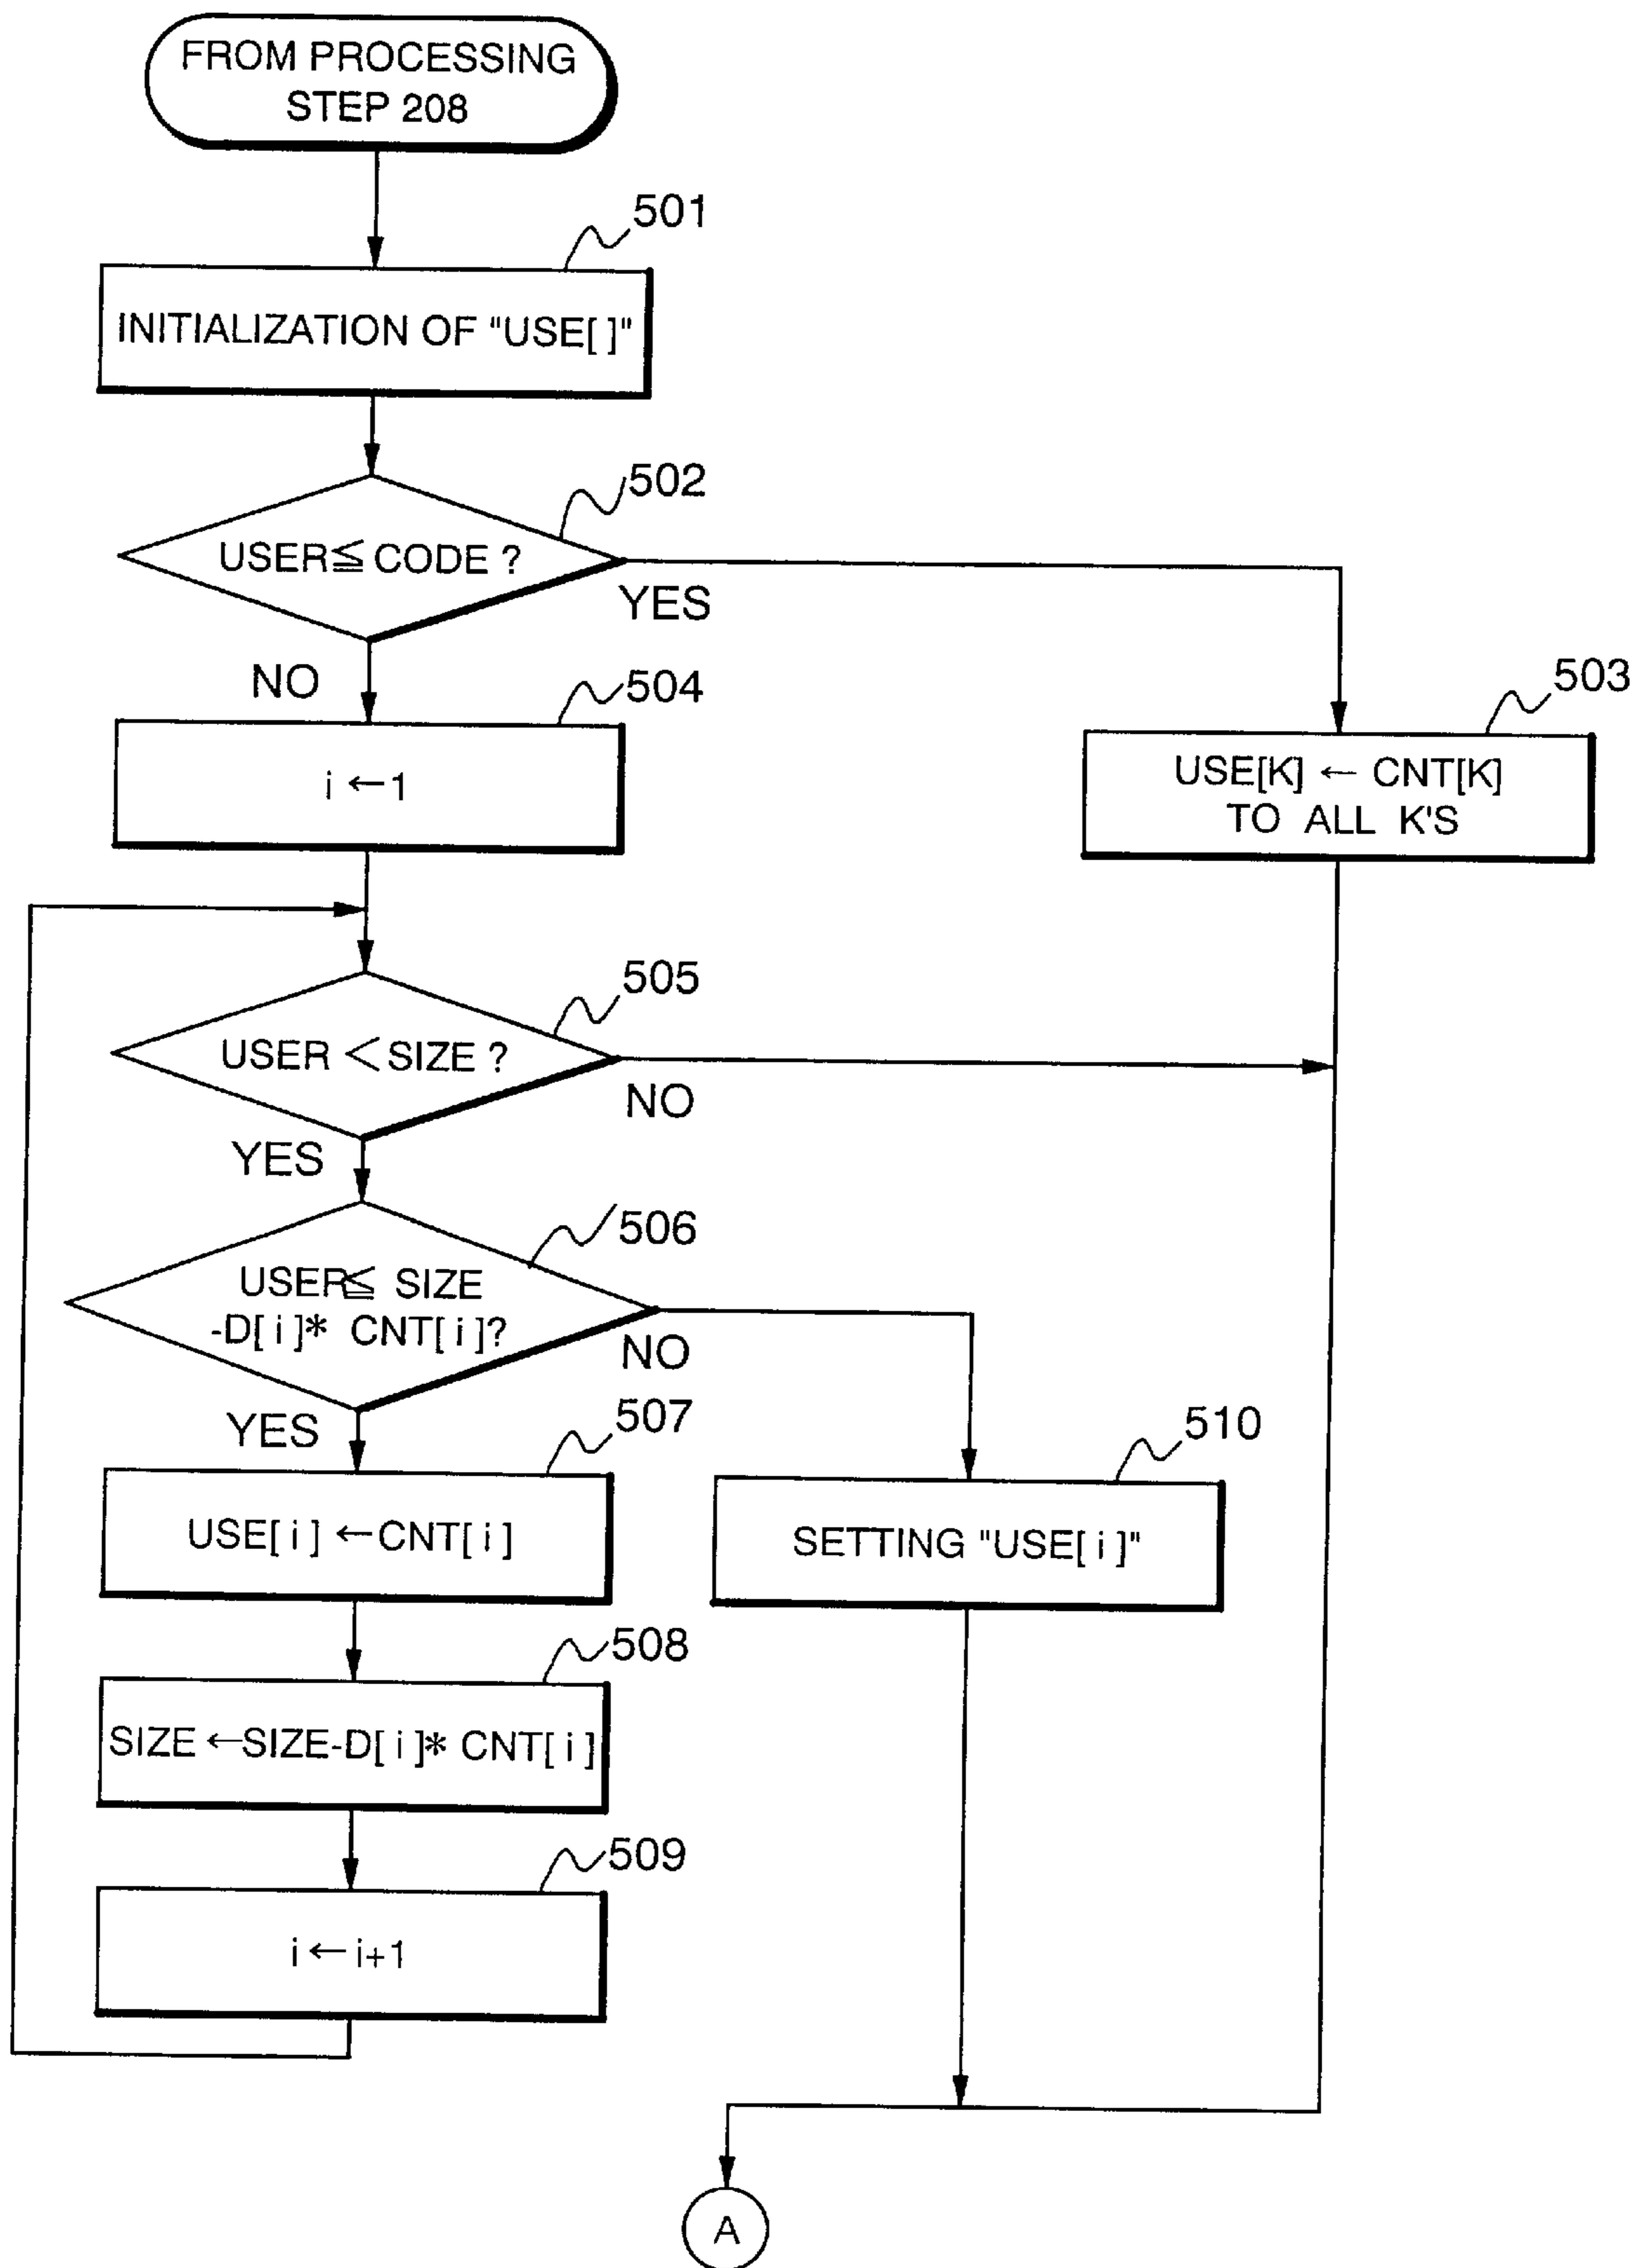 FROM PROCESSING
STEP 208
501
INITIALIZATION OF "USE[ ]"
502
USER≦CODE ?
YES
NO
504
503
i ←1
USE[K] ← CNT[K]
TO ALL K'S
505
USER <SIZE ?
NO
YES
506
USER≦ SIZE
-D[ i ]* CNT[ i ]?
NO
YES
507
510
USE[ i ] ←CNT[ i ]
SETTING "USE[ i ]"
508
SIZE ←SIZE-D[ i ]* CNT[ i ]
509
i ← i+1
A